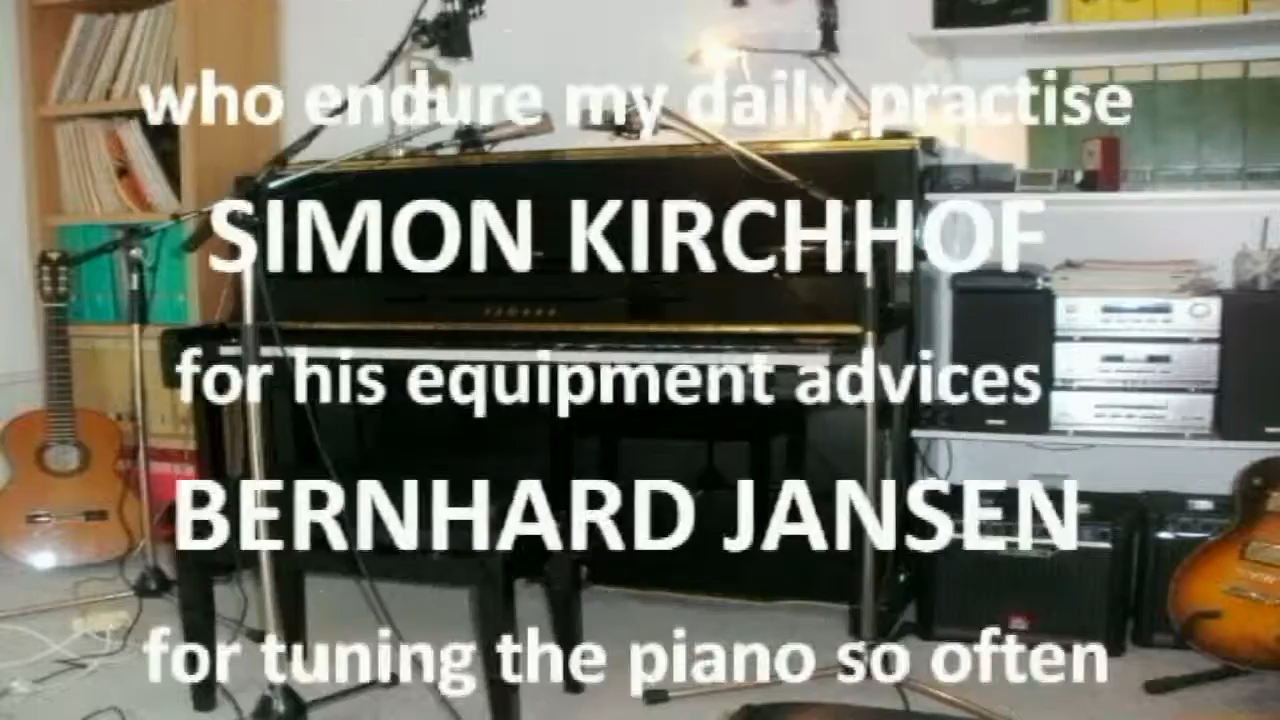 who endure my daily practise
SIMON KIRCHHOF
YAMAHA
for his equipment advices
BERNHARD JANSEN
for tuning the piano so often